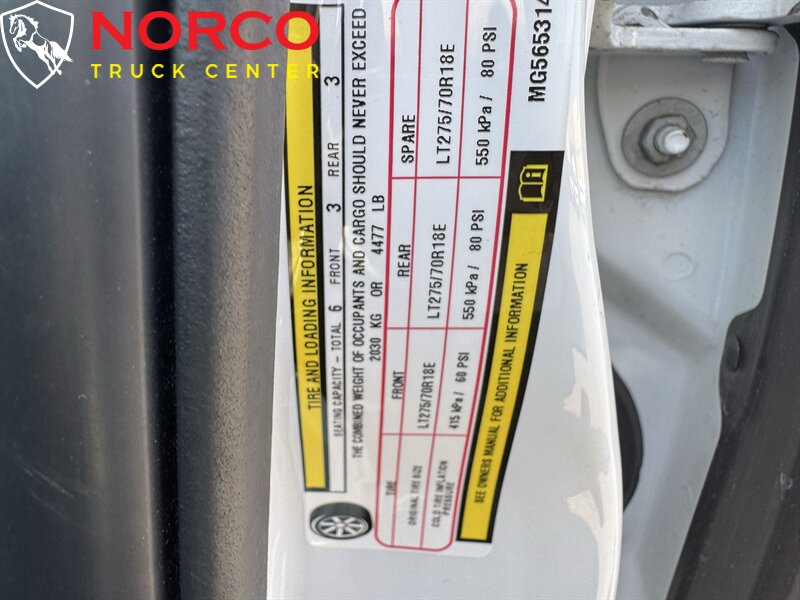 NORCO
TRUCK CENTER
TIRE AND LOADING INFORMATION
SEATING CAPACITY - TOTAL 6 FRONT 3 REAR 3
THE COMBINED WEIGHT OF OCCUPANTS AND CARGO SHOULD NEVER EXCEED
2030 KG OR 4477 LB
TIRE FRONT REAR SPARE
ORIGINAL TIRE SIZE LT275/70R18E LT275/70R18E LT275/70R18E
COLD TIRE INFLATION PRESSURE 415 kPa / 60 PSI 550 kPa / 80 PSI 550 kPa / 80 PSI
SEE OWNERS MANUAL FOR ADDITIONAL INFORMATION
MG565314